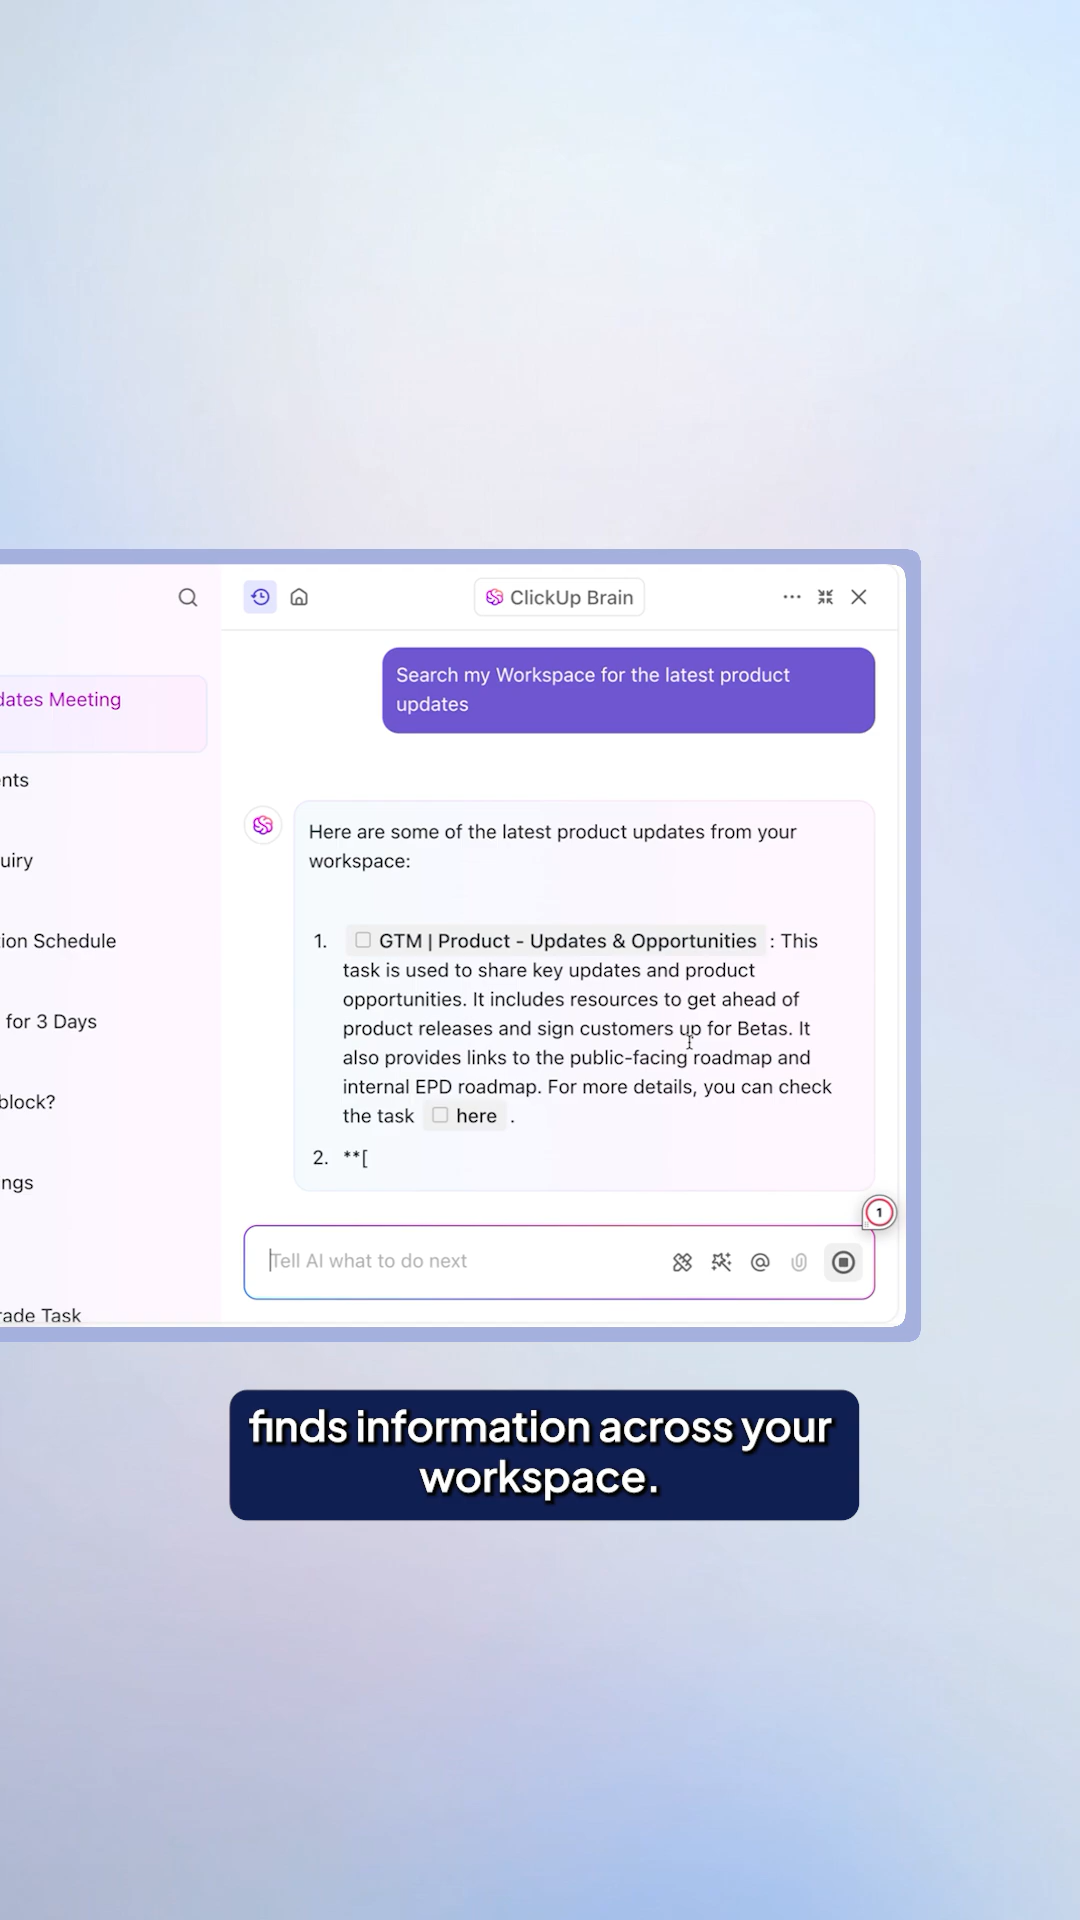 ClickUp Brain
Search my Workspace for the latest product
updates
dates Meeting
ents
uiry
ion Schedule
for 3 Days
block?
ngs
rade Task
Here are some of the latest product updates from your
workspace:
1. GTM | Product - Updates & Opportunities : This
task is used to share key updates and product
opportunities. It includes resources to get ahead of
product releases and sign customers up for Betas. It
also provides links to the public-facing roadmap and
internal EPD roadmap. For more details, you can check
the task here .
2. **[
1
Tell AI what to do next
finds information across your
workspace.